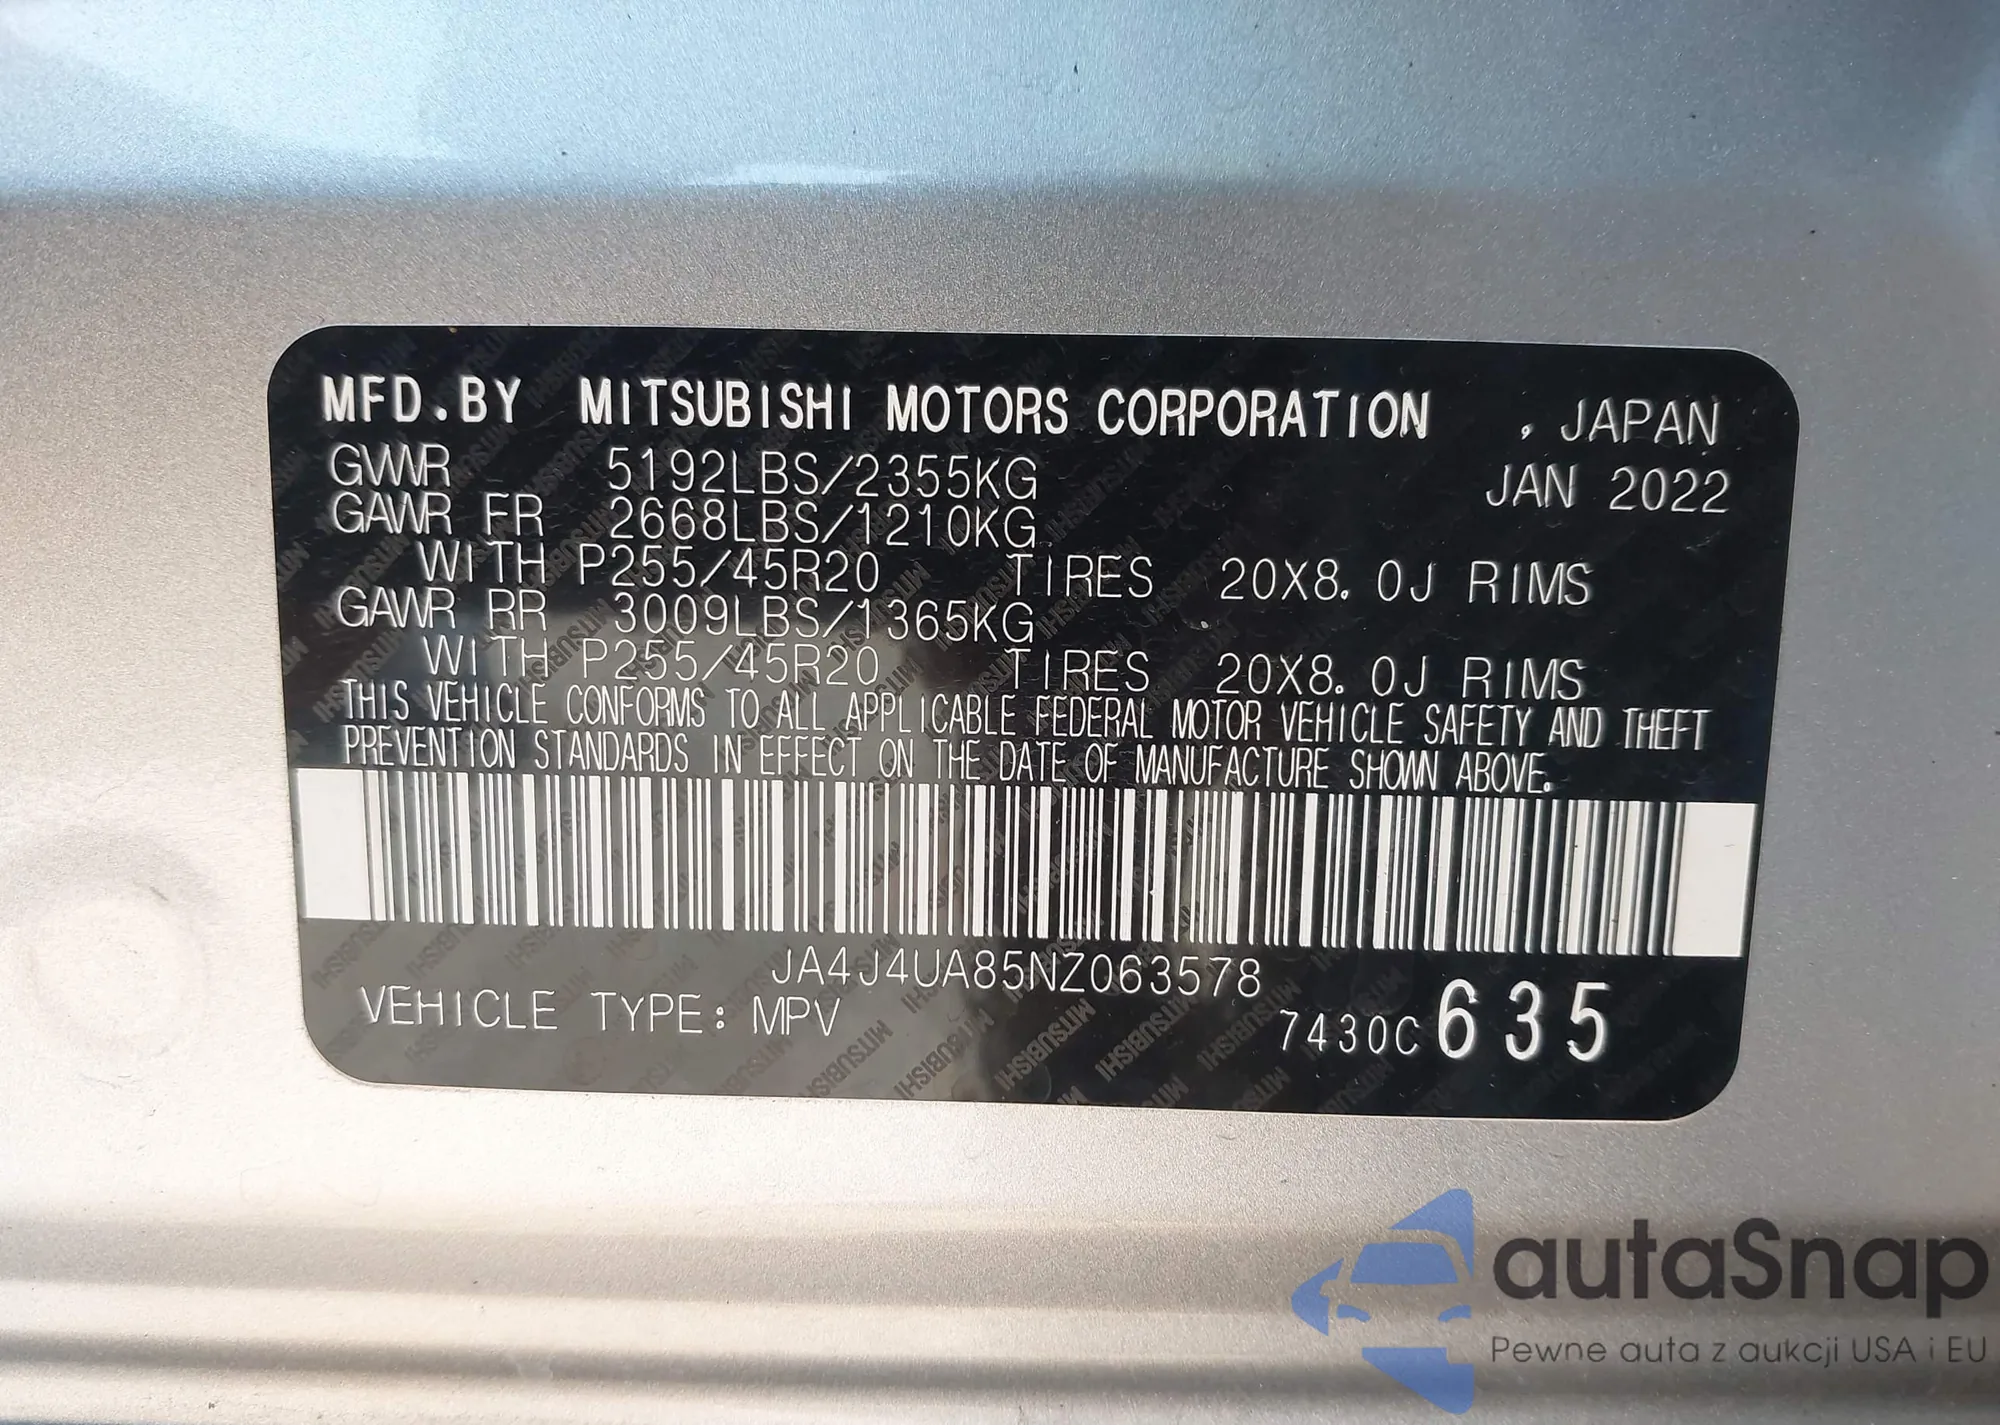 MFD.BY MITSUBISHI MOTORS CORPORATION , JAPAN
GVWR 5192LBS/2355KG JAN 2022
GAWR FR 2668LBS/1210KG
WITH P255/45R20 TIRES 20X8.0J RIMS
GAWR RR 3009LBS/1365KG
WITH P255/45R20 TIRES 20X8.0J RIMS
THIS VEHICLE CONFORMS TO ALL APPLICABLE FEDERAL MOTOR VEHICLE SAFETY AND THEFT
PREVENTION STANDARDS IN EFFECT ON THE DATE OF MANUFACTURE SHOWN ABOVE.
JA4J4UA85NZ063578
VEHICLE TYPE: MPV 7430C 635
autaSnap
Pewne auta z aukcji USA i EU